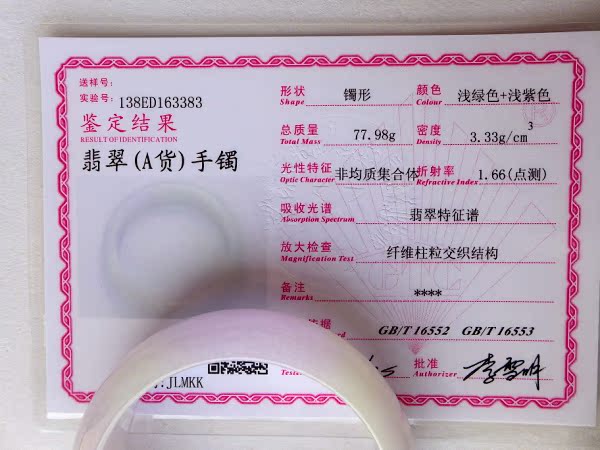 送样号:
实验号: 138ED163383
鉴定结果
RESULT OF IDENTIFICATION
翡翠(A货)手镯
形状 镯形 颜色 浅绿色+浅紫色
Shape Colour
总质量 77.98g 密度 3.33g/cm³
Total Mass Density
光性特征 非均质集合体 折射率 1.66(点测)
Optic Character Refractive Index
吸收光谱 翡翠特征谱
Absorption Spectrum
放大检查 纤维柱粒交织结构
Magnification Test
备注 ****
Remarks
依据 GB/T 16552 GB/T 16553
批准
Authorizer
.JLMKK